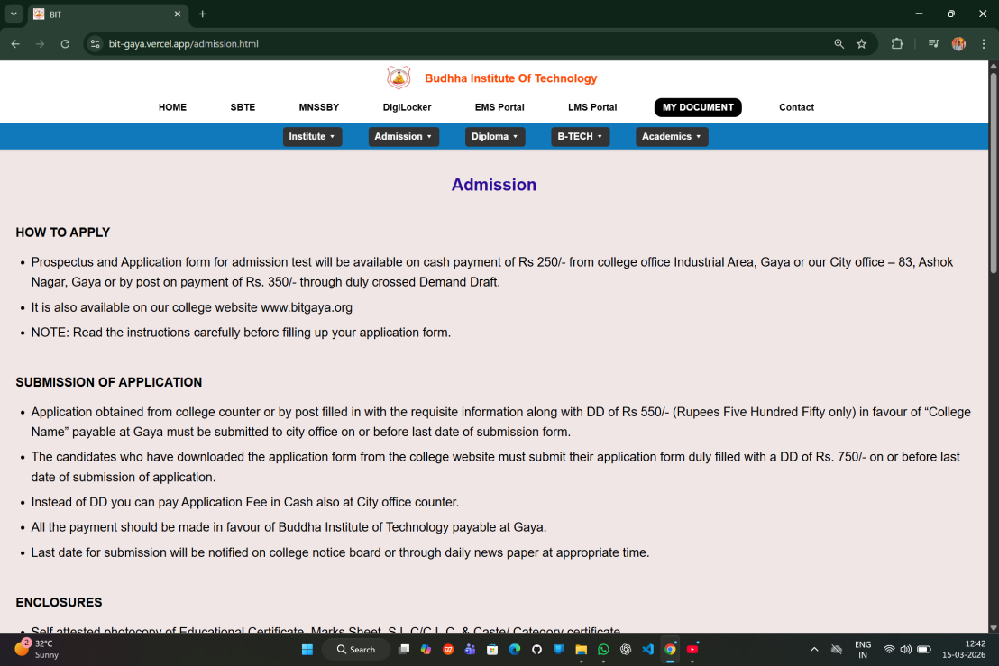 BIT
bit-gaya.vercel.app/admission.html
Budhha Institute Of Technology
HOME SBTE MNSSBY DigiLocker EMS Portal LMS Portal MY DOCUMENT Contact
Institute Admission Diploma B-TECH Academics
Admission
HOW TO APPLY
Prospectus and Application form for admission test will be available on cash payment of Rs 250/- from college office Industrial Area, Gaya or our City office – 83, Ashok
Nagar, Gaya or by post on payment of Rs. 350/- through duly crossed Demand Draft.
It is also available on our college website www.bitgaya.org
NOTE: Read the instructions carefully before filling up your application form.
SUBMISSION OF APPLICATION
Application obtained from college counter or by post filled in with the requisite information along with DD of Rs 550/- (Rupees Five Hundred Fifty only) in favour of “College
Name” payable at Gaya must be submitted to city office on or before last date of submission form.
The candidates who have downloaded the application form from the college website must submit their application form duly filled with a DD of Rs. 750/- on or before last
date of submission of application.
Instead of DD you can pay Application Fee in Cash also at City office counter.
All the payment should be made in favour of Buddha Institute of Technology payable at Gaya.
Last date for submission will be notified on college notice board or through daily news paper at appropriate time.
ENCLOSURES
Self attested photocopy of Educational Certificate, Marks Sheet, S.L.C/C.L.C. & Caste/ Category certificate
2
32°C
Sunny
Search
ENG
IN
12:42
15-03-2026